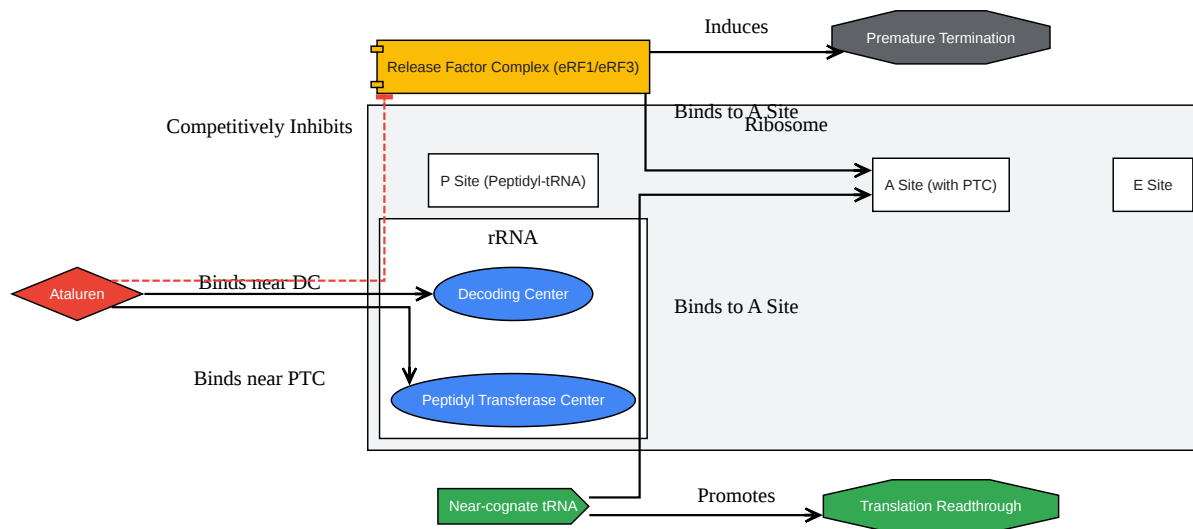 Induces
Premature Termination
Release Factor Complex (eRF1/eRF3)
Binds to A Site
Ribosome
Competitively Inhibits
P Site (Peptidyl-tRNA)
A Site (with PTC)
E Site
rRNA
Ataluren
Binds near DC
Decoding Center
Binds to A Site
Binds near PTC
Peptidyl Transferase Center
Near-cognate tRNA
Promotes
Translation Readthrough